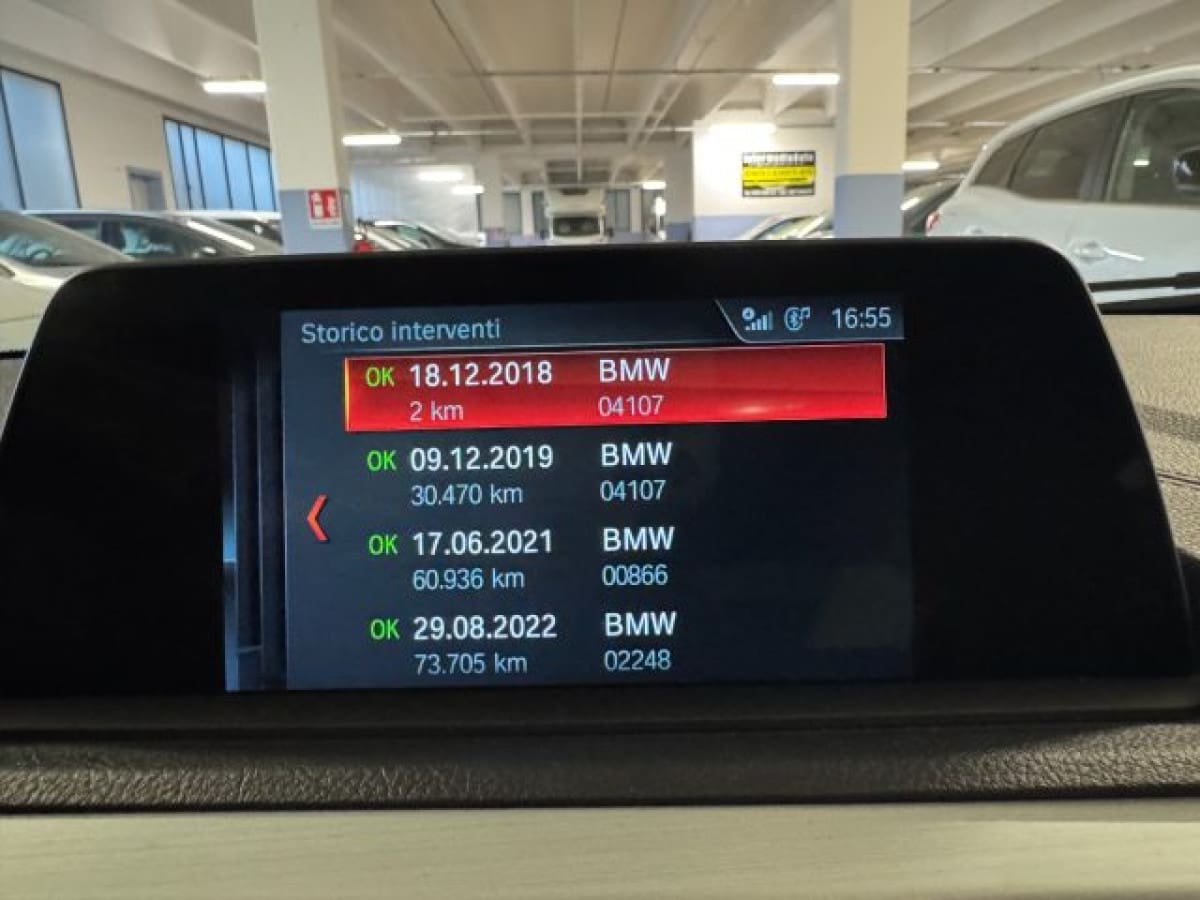 Storico interventi
16:55
OK 18.12.2018 BMW
2 km 04107
OK 09.12.2019 BMW
30.470 km 04107
OK 17.06.2021 BMW
60.936 km 00866
OK 29.08.2022 BMW
73.705 km 02248